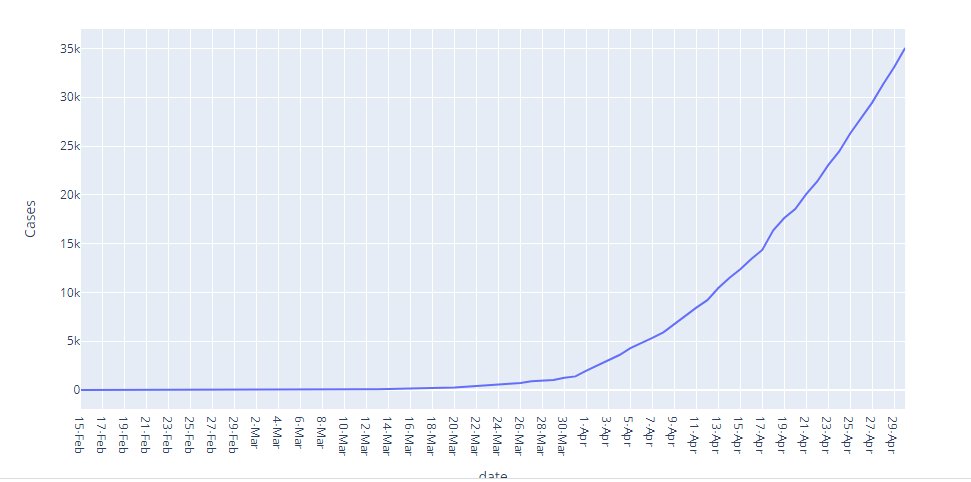 35k
30k
25k
20k
15k
10k
5k
0
Cases
15-Feb
17-Feb
19-Feb
21-Feb
23-Feb
25-Feb
27-Feb
29-Feb
2-Mar
4-Mar
6-Mar
8-Mar
10-Mar
12-Mar
14-Mar
16-Mar
18-Mar
20-Mar
22-Mar
24-Mar
26-Mar
28-Mar
30-Mar
1-Apr
3-Apr
5-Apr
7-Apr
9-Apr
11-Apr
13-Apr
15-Apr
17-Apr
19-Apr
21-Apr
23-Apr
25-Apr
27-Apr
29-Apr
date